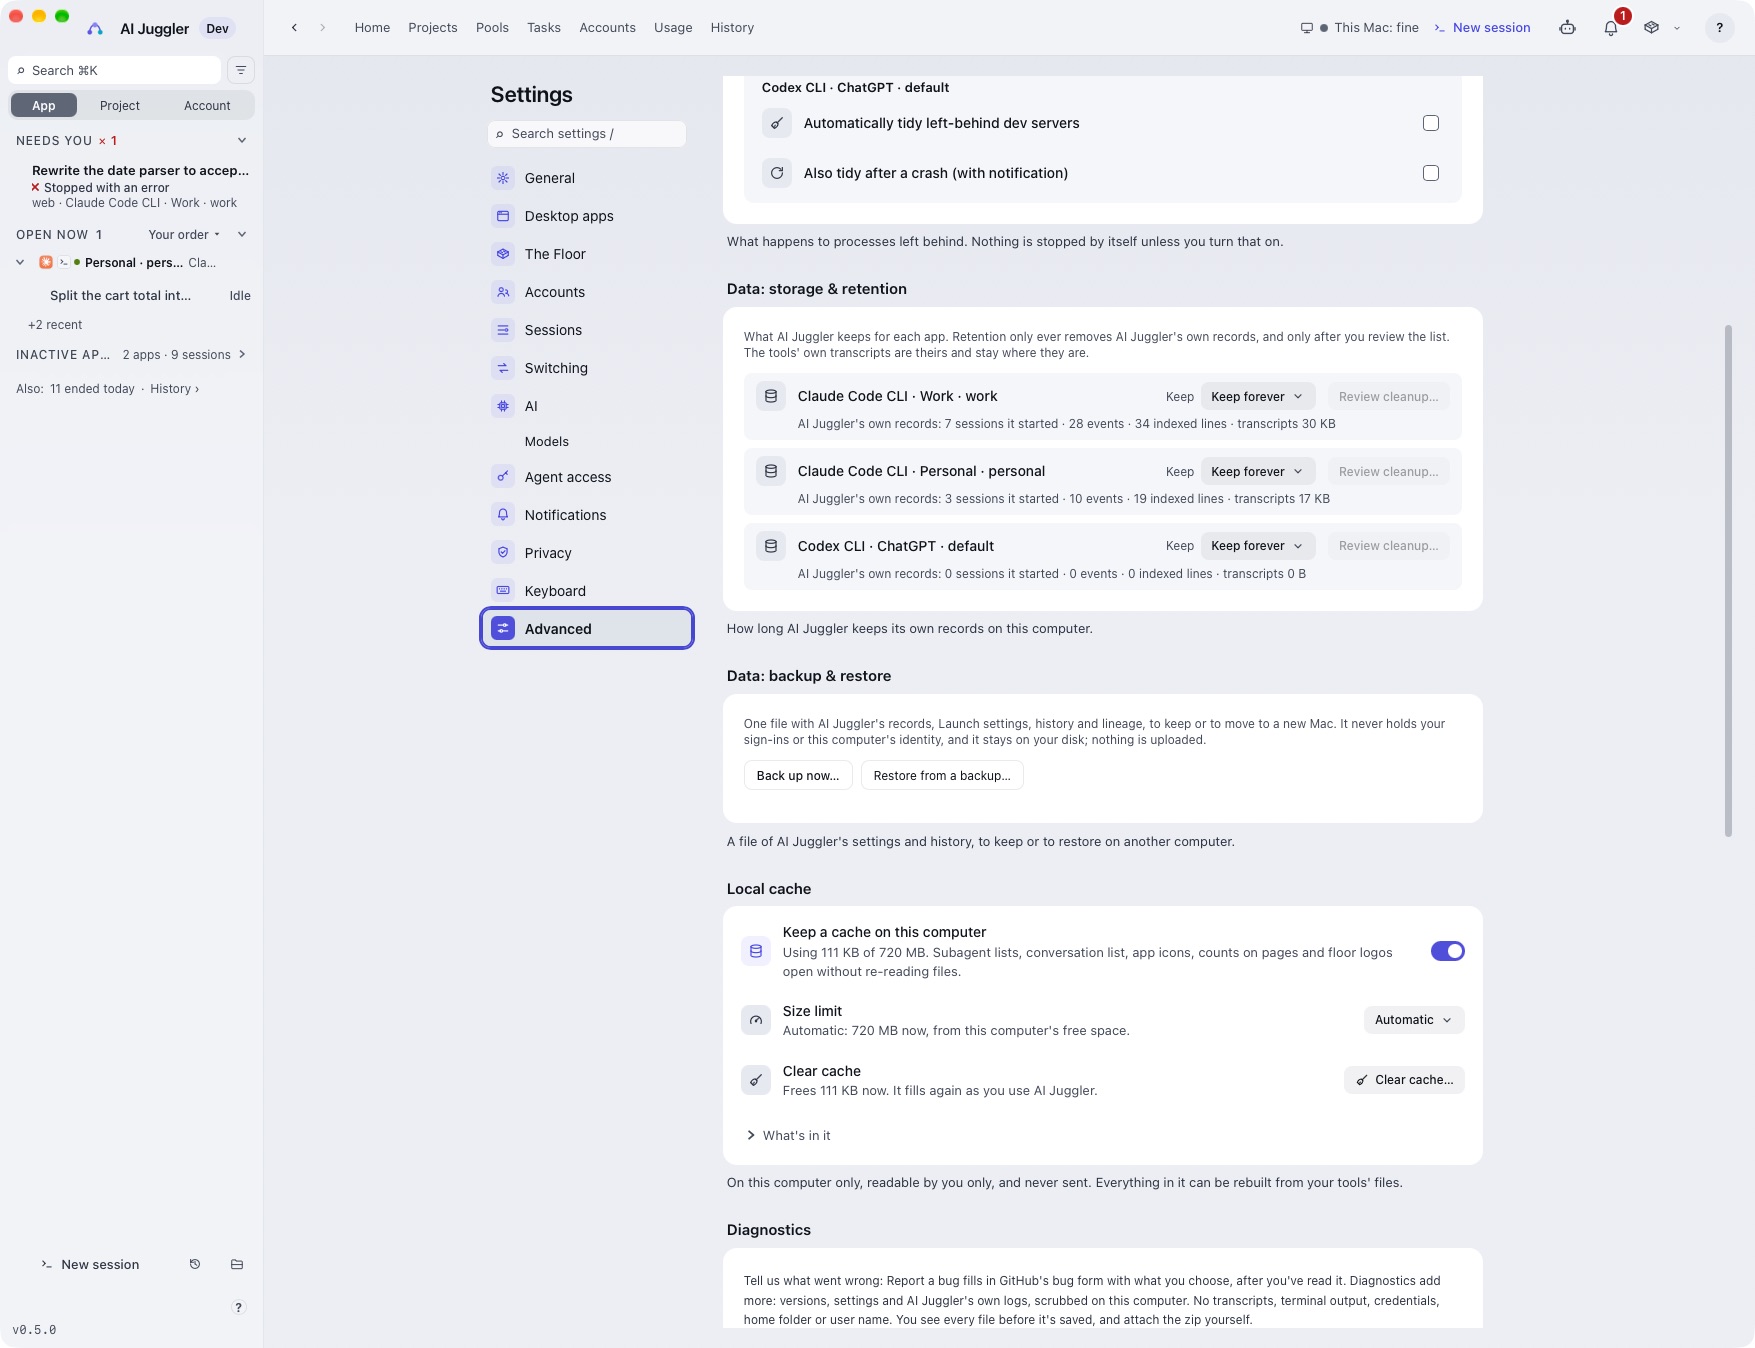 AI Juggler Dev
Search ⌘K
App Project Account
NEEDS YOU × 1
Rewrite the date parser to accep...
× Stopped with an error
web · Claude Code CLI · Work · work
OPEN NOW 1 Your order
Personal · pers... Cla...
Split the cart total int... Idle
+2 recent
INACTIVE AP... 2 apps · 9 sessions
Also: 11 ended today · History ›
New session
?
v0.5.0
Home Projects Pools Tasks Accounts Usage History
This Mac: fine
New session
1
?
Settings
Search settings /
General
Desktop apps
The Floor
Accounts
Sessions
Switching
AI
Models
Agent access
Notifications
Privacy
Keyboard
Advanced
Codex CLI · ChatGPT · default
Automatically tidy left-behind dev servers
Also tidy after a crash (with notification)
What happens to processes left behind. Nothing is stopped by itself unless you turn that on.
Data: storage & retention
What AI Juggler keeps for each app. Retention only ever removes AI Juggler's own records, and only after you review the list.
The tools' own transcripts are theirs and stay where they are.
Claude Code CLI · Work · work Keep Keep forever Review cleanup...
AI Juggler's own records: 7 sessions it started · 28 events · 34 indexed lines · transcripts 30 KB
Claude Code CLI · Personal · personal Keep Keep forever Review cleanup...
AI Juggler's own records: 3 sessions it started · 10 events · 19 indexed lines · transcripts 17 KB
Codex CLI · ChatGPT · default Keep Keep forever Review cleanup...
AI Juggler's own records: 0 sessions it started · 0 events · 0 indexed lines · transcripts 0 B
How long AI Juggler keeps its own records on this computer.
Data: backup & restore
One file with AI Juggler's records, Launch settings, history and lineage, to keep or to move to a new Mac. It never holds your
sign-ins or this computer's identity, and it stays on your disk; nothing is uploaded.
Back up now... Restore from a backup...
A file of AI Juggler's settings and history, to keep or to restore on another computer.
Local cache
Keep a cache on this computer
Using 111 KB of 720 MB. Subagent lists, conversation list, app icons, counts on pages and floor logos
open without re-reading files.
Size limit
Automatic: 720 MB now, from this computer's free space.
Automatic
Clear cache
Frees 111 KB now. It fills again as you use AI Juggler.
Clear cache...
What's in it
On this computer only, readable by you only, and never sent. Everything in it can be rebuilt from your tools' files.
Diagnostics
Tell us what went wrong: Report a bug fills in GitHub's bug form with what you choose, after you've read it. Diagnostics add
more: versions, settings and AI Juggler's own logs, scrubbed on this computer. No transcripts, terminal output, credentials,
home folder or user name. You see every file before it's saved, and attach the zip yourself.